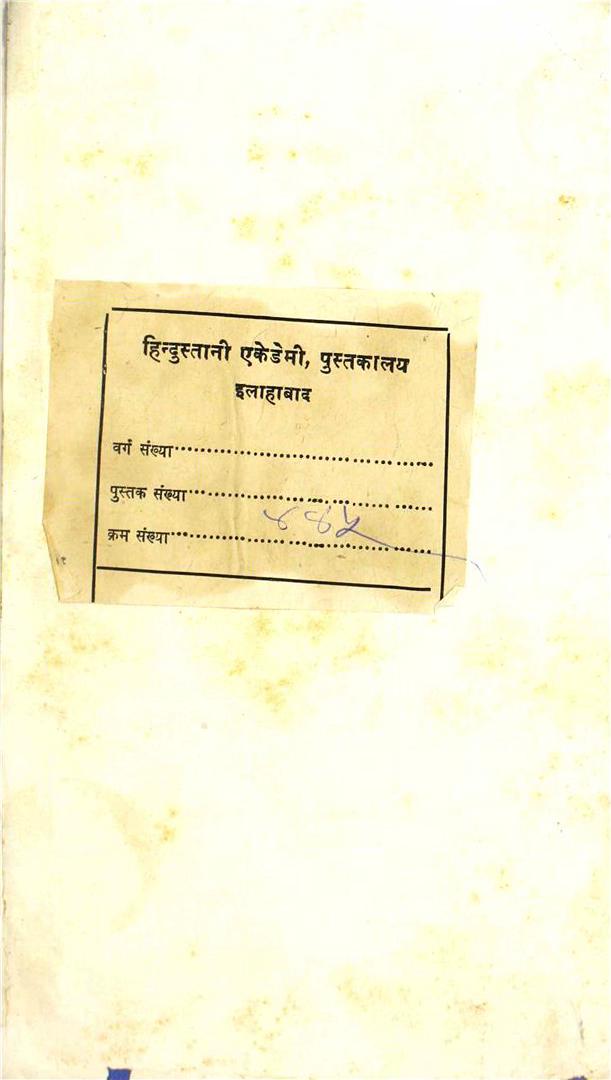 हिन्दुस्तानी एकेडेमी, पुस्तकालय
इलाहाबाद
वर्ग संख्या
पुस्तक संख्या
क्रम संख्या